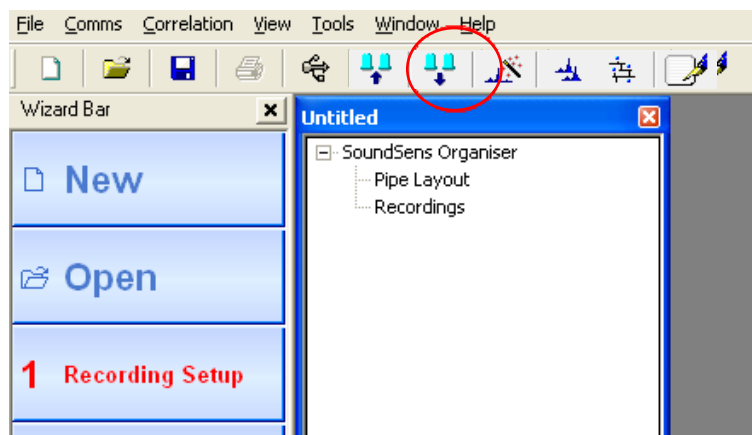 File Comms Correlation View Tools Window Help
Wizard Bar
New
Open
1 Recording Setup
Untitled
SoundSens Organiser
Pipe Layout
Recordings